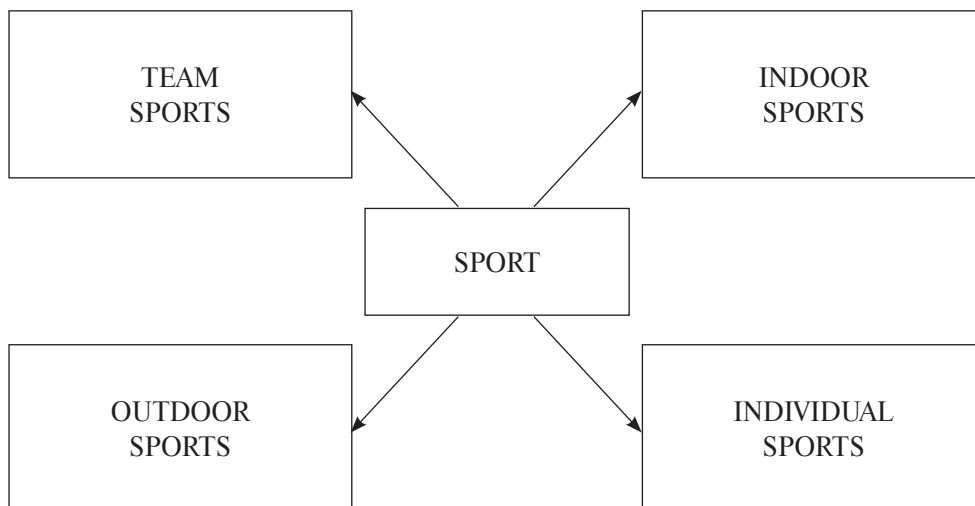 TEAM
SPORTS
INDOOR
SPORTS
SPORT
OUTDOOR
SPORTS
INDIVIDUAL
SPORTS